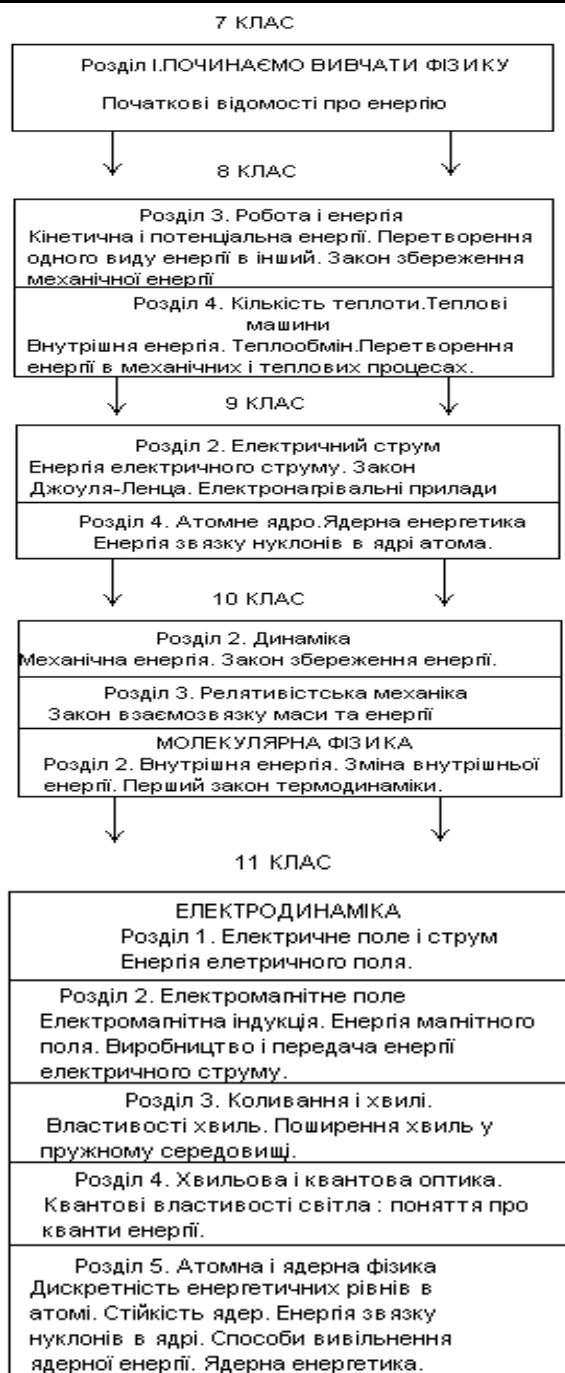 7 КЛАС
Розділ І.ПОЧИНАЄМО ВИВЧАТИ ФІЗИКУ
Початкові відомості про енергію
8 КЛАС
Розділ 3. Робота і енергія
Кінетична і потенціальна енергії. Перетворення
одного виду енергії в інший. Закон збереження
механічної енергії
Розділ 4. Кількість теплоти.Теплові
машини
Внутрішня енергія. Теплообмін.Перетворення
енергії в механічних і теплових процесах.
9 КЛАС
Розділ 2. Електричний струм
Енергія електричного струму. Закон
Джоуля-Ленца. Електронагрівальні прилади
Розділ 4. Атомне ядро.Ядерна енергетика
Енергія звязку нуклонів в ядрі атома.
10 КЛАС
Розділ 2. Динаміка
Механічна енергія. Закон збереження енергії.
Розділ 3. Релятивістська механіка
Закон взаємозвязку маси та енергії
МОЛЕКУЛЯРНА ФІЗИКА
Розділ 2. Внутрішня енергія. Зміна внутрішньої
енергії. Перший закон термодинаміки.
11 КЛАС
ЕЛЕКТРОДИНАМІКА
Розділ 1. Електричне поле і струм
Енергія елетричного поля.
Розділ 2. Електромагнітне поле
Електромагнітна індукція. Енергія магнітного
поля. Виробництво і передача енергії
електричного струму.
Розділ 3. Коливання і хвилі.
Властивості хвиль. Поширення хвиль у
пружному середовищі.
Розділ 4. Хвильова і квантова оптика.
Квантові властивості світла : поняття про
кванти енергії.
Розділ 5. Атомна і ядерна фізика
Дискретність енергетичних рівнів в
атомі. Стійкість ядер. Енергія звязку
нуклонів в ядрі. Способи вивільнення
ядерної енергії. Ядерна енергетика.